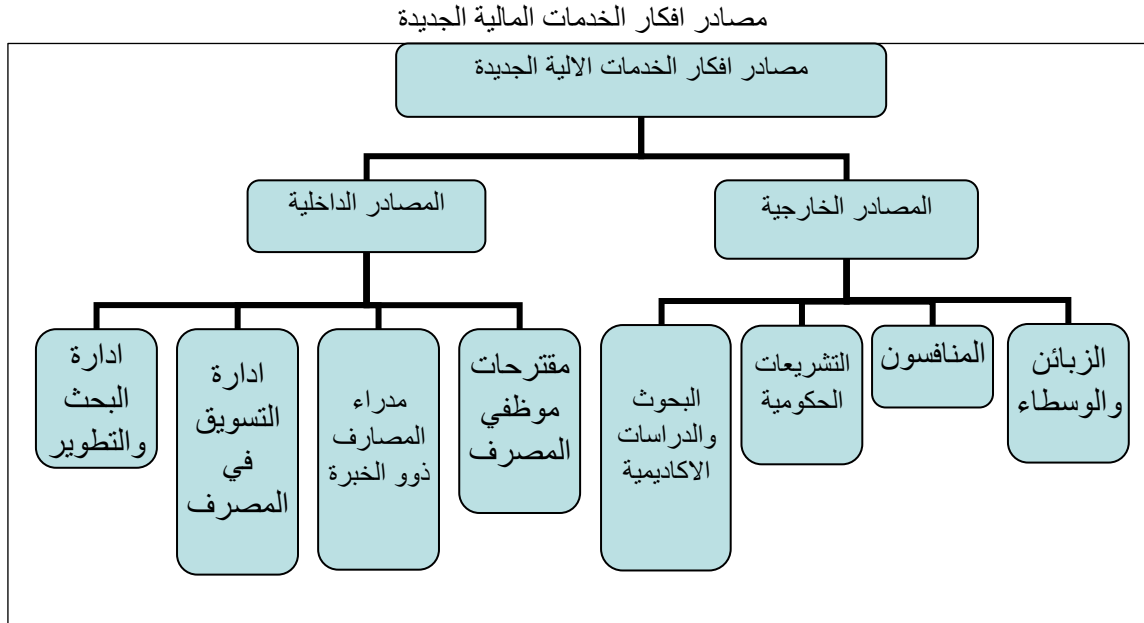 مصادر افكار الخدمات المالية الجديدة
مصادر افكار الخدمات الالية الجديدة
المصادر الخارجية
المصادر الداخلية
الزبائن
والوسطاء
المنافسون
التشريعات
الحكومية
البحوث
والدراسات
الاكاديمية
مقترحات
موظفي
المصرف
مدراء
المصارف
ذوو الخبرة
ادارة
التسويق
في
المصرف
ادارة
البحث
والتطوير